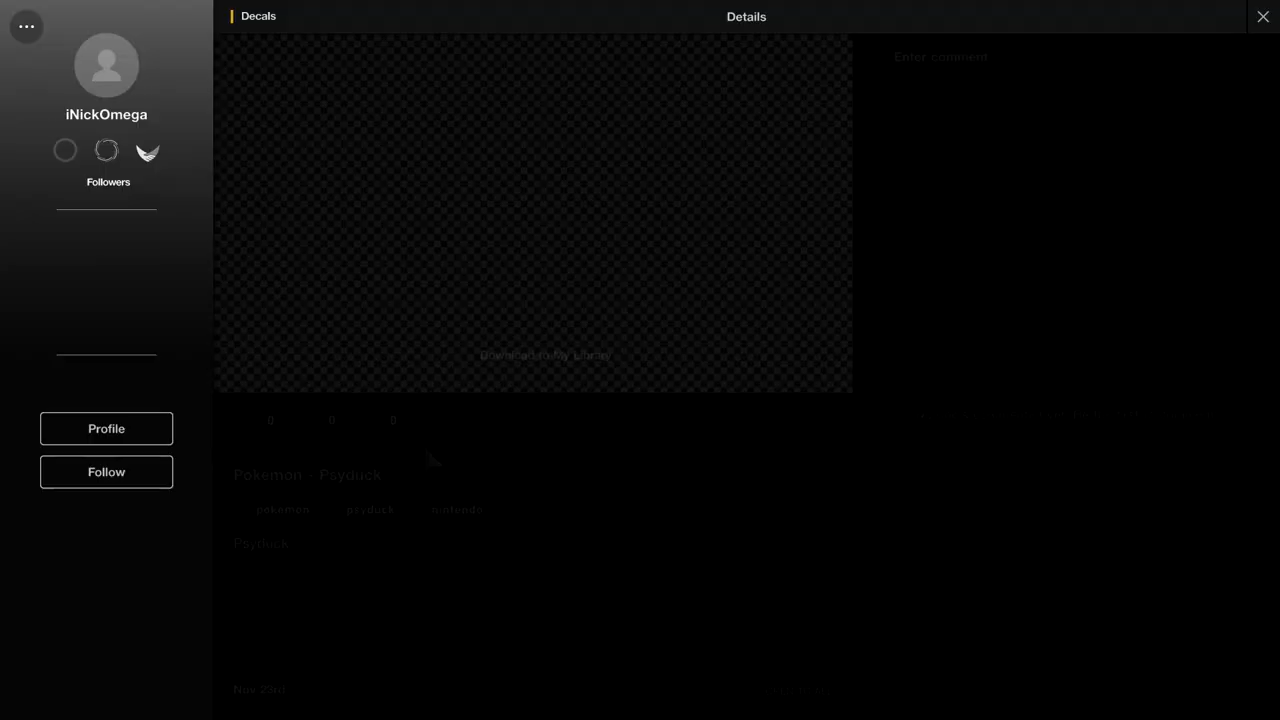 Decals
Details
Enter comment
iNickOmega
Followers
Download to My Library
0 0 0
Profile
Follow
Pokemon - Psyduck
pokemon psyduck nintendo
Psyduck
Nov 23rd